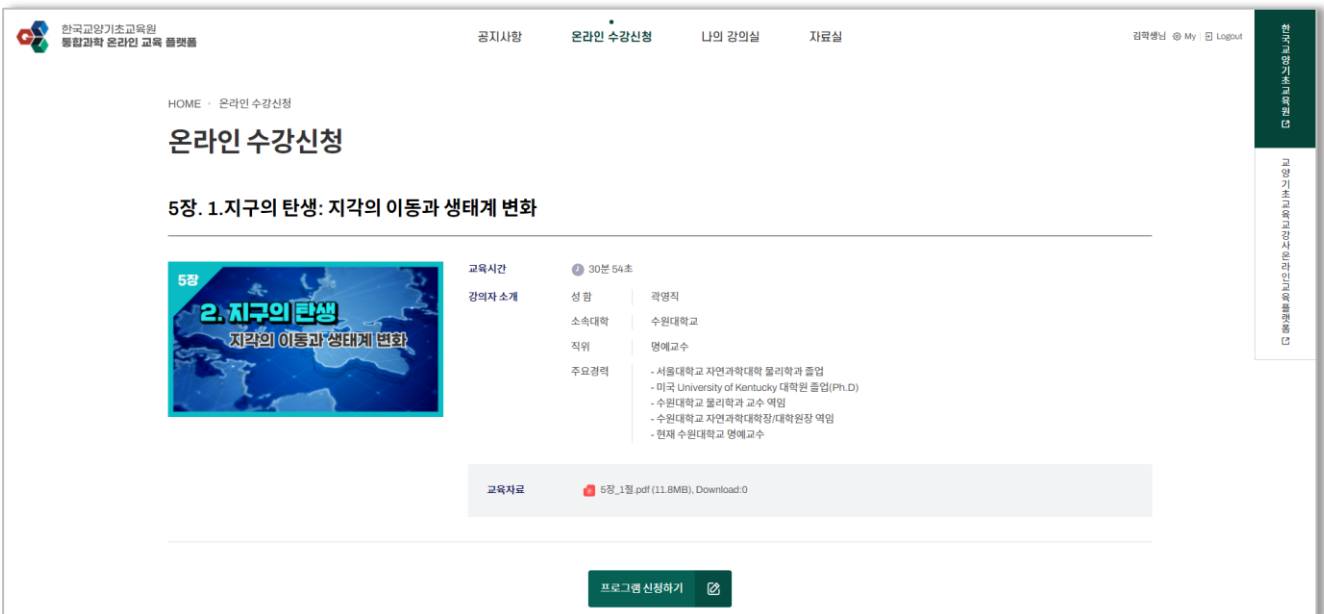 한국교양기초교육원
통합과학 온라인 교육 플랫폼
공지사항 온라인 수강신청 나의 강의실 자료실
김학생님 My Logout
한국교양기초교육원
교양기초교육교강사온라인교육플랫폼
HOME - 온라인 수강신청
온라인 수강신청
5장. 1.지구의 탄생: 지각의 이동과 생태계 변화
5장
2. 지구의 탄생
지각의 이동과 생태계 변화
교육시간 30분 54초
강의자 소개 성 함 곽영직
소속대학 수원대학교
직위 명예교수
주요경력 - 서울대학교 자연과학대학 물리학과 졸업
- 미국 University of Kentucky 대학원 졸업(Ph.D)
- 수원대학교 물리학과 교수 역임
- 수원대학교 자연과학대학장/대학원장 역임
- 현재 수원대학교 명예교수
교육자료 5장_1절.pdf (11.8MB), Download:0
프로그램 신청하기